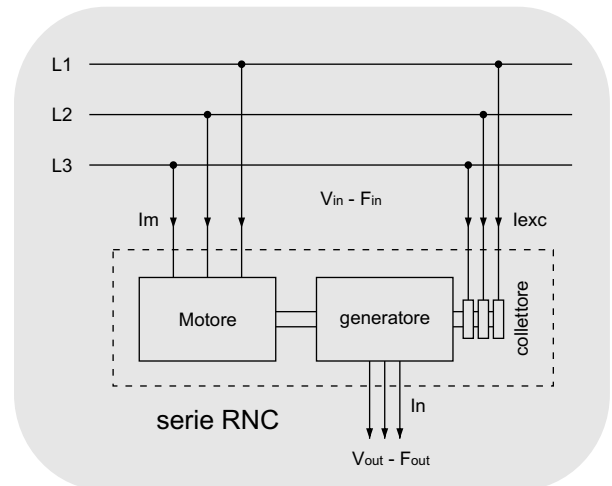 L1
L2
L3
Vin - Fin
Im
Iexc
Motore
generatore
collettore
In
serie RNC
Vout - Fout